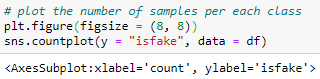 # plot the number of samples per each class
plt.figure(figsize = (8, 8))
sns.countplot(y = "isfake", data = df)
<AxesSubplot:xlabel='count', ylabel='isfake'>